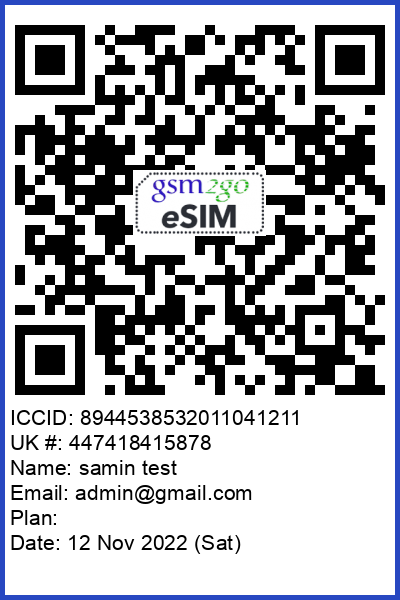 gsm2go
eSIM
ICCID: 8944538532011041211
UK #: 447418415878
Name: samin test
Email: admin@gmail.com
Plan:
Date: 12 Nov 2022 (Sat)